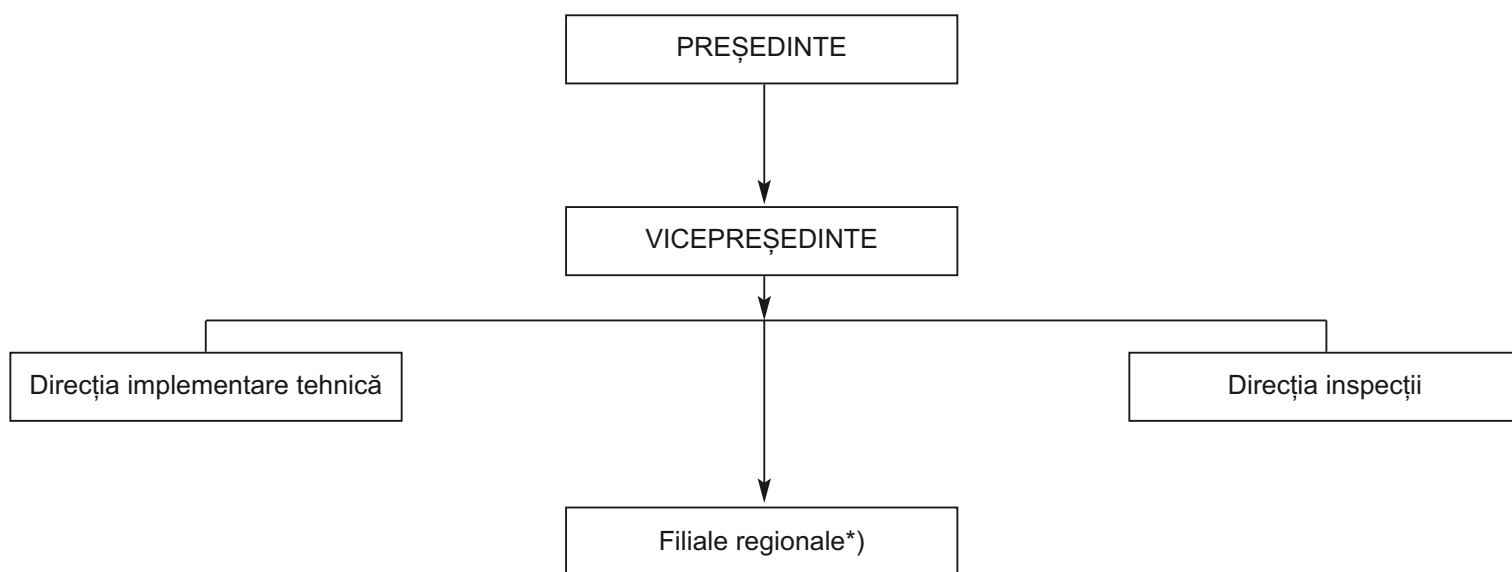 PREȘEDINTE
VICEPREȘEDINTE
Direcția implementare tehnică
Direcția inspecții
Filiale regionale*)